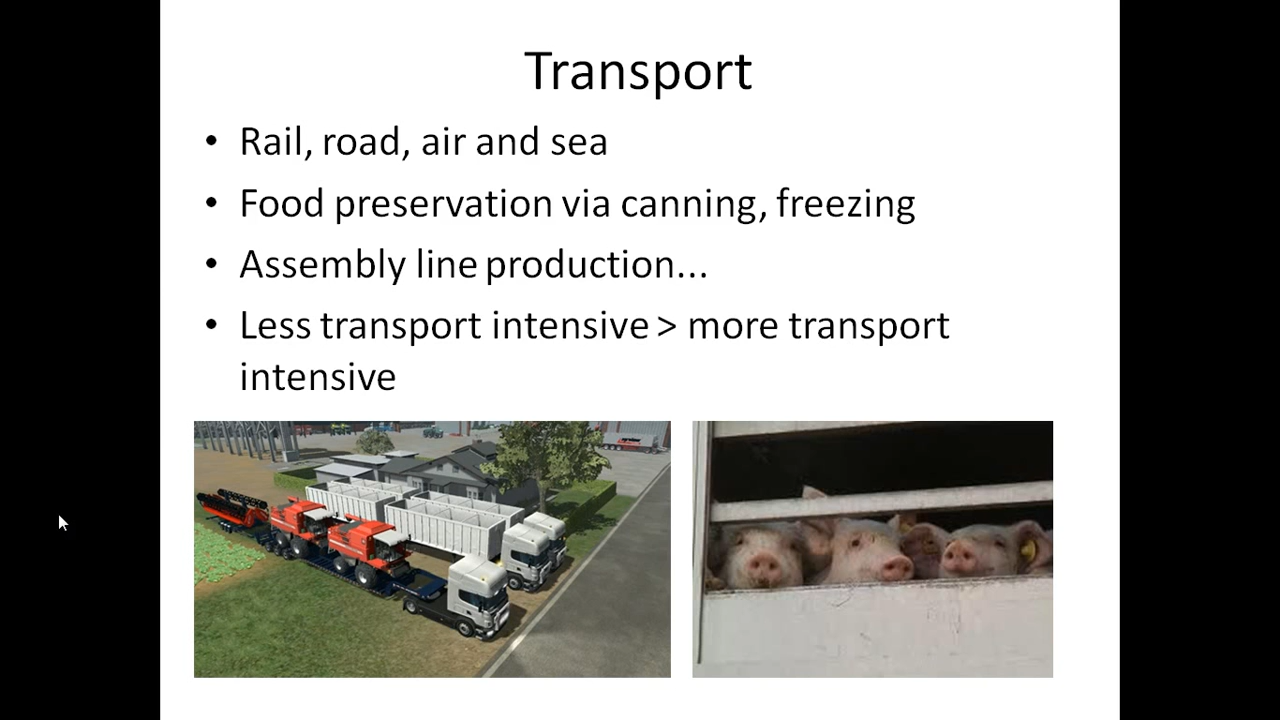 Transport
• Rail, road, air and sea
• Food preservation via canning, freezing
• Assembly line production...
• Less transport intensive > more transport
intensive